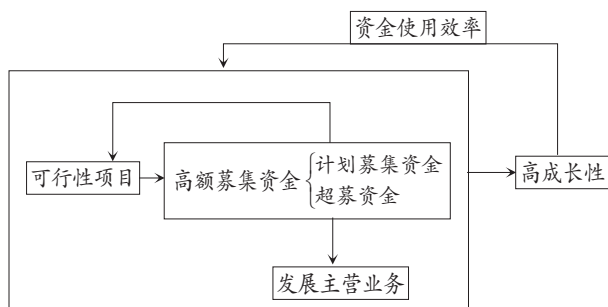 资金使用效率
可行性项目
高额募集资金
计划募集资金
超募资金
高成长性
发展主营业务